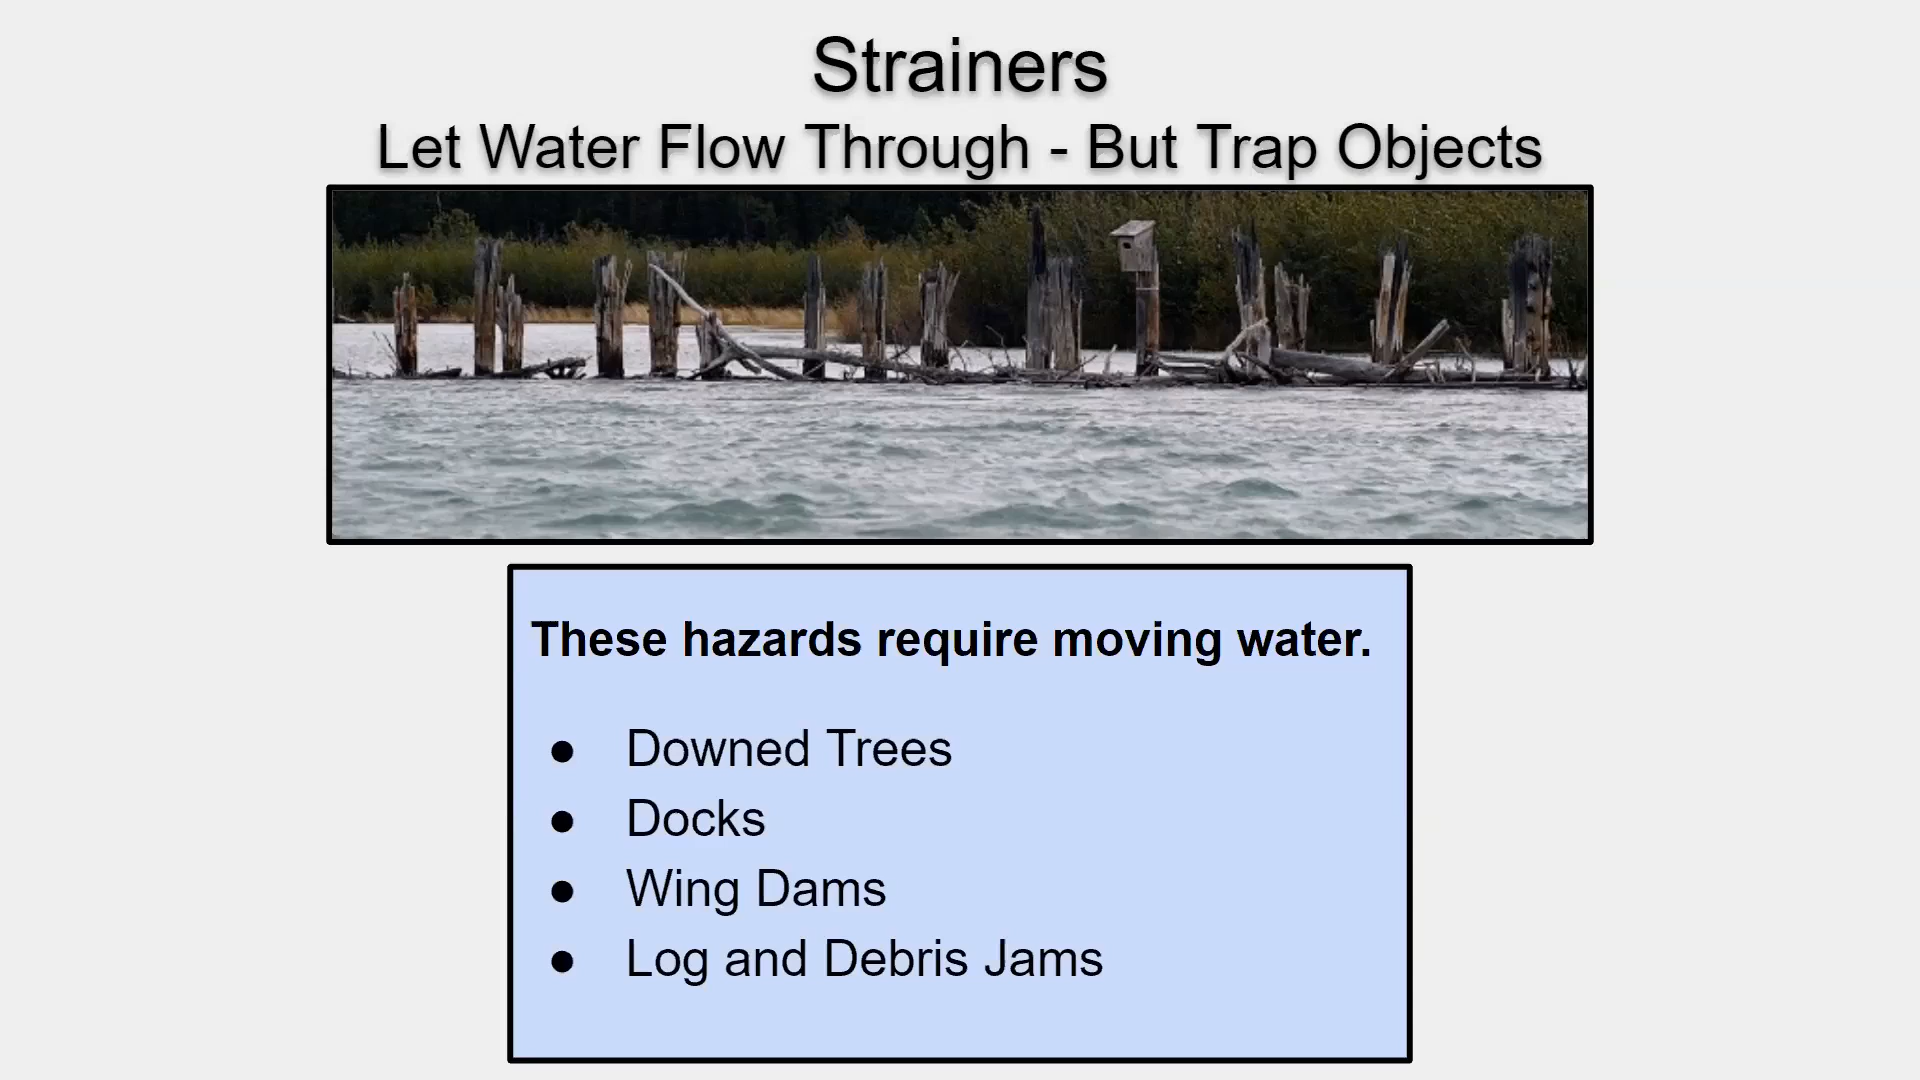 Strainers
Let Water Flow Through - But Trap Objects
These hazards require moving water.
● Downed Trees
● Docks
● Wing Dams
● Log and Debris Jams